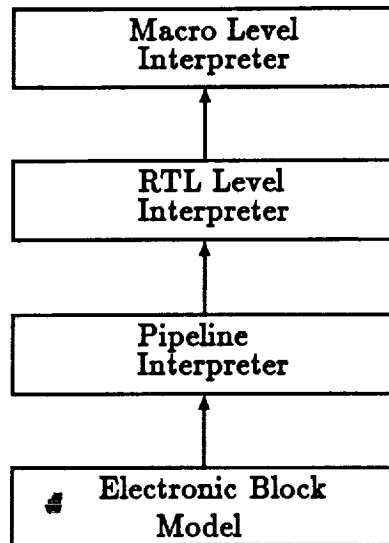 Macro Level
Interpreter
RTL Level
Interpreter
Pipeline
Interpreter
Electronic Block
Model